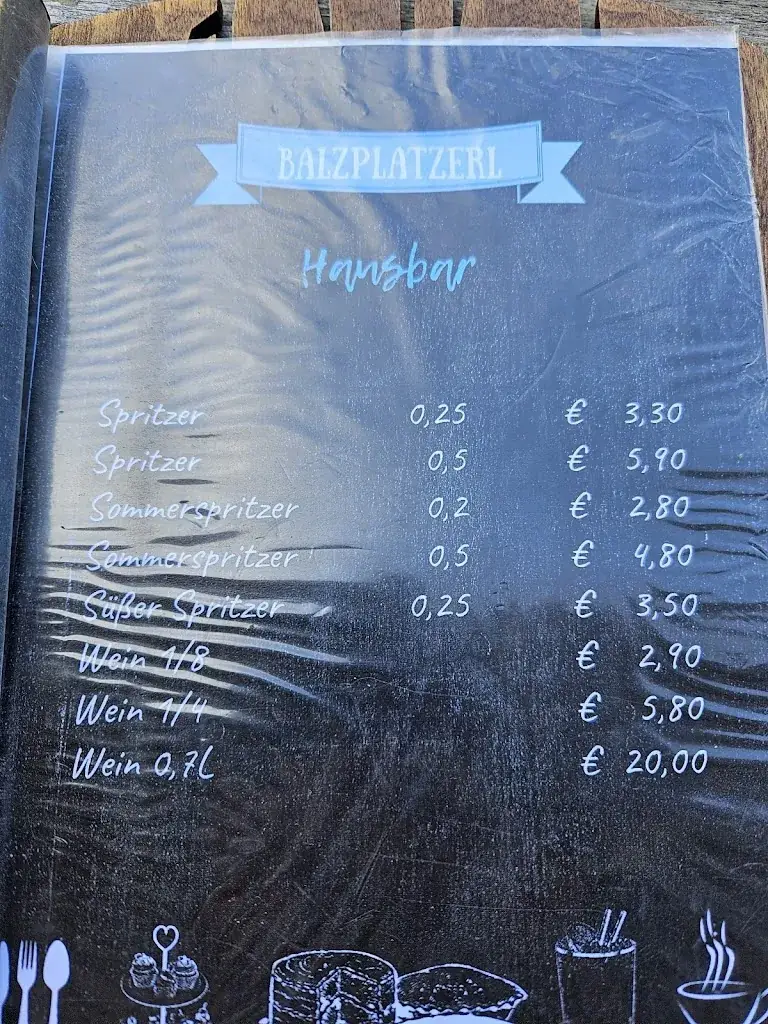 BALZPLATZERL
Hausbar
Spritzer 0,25 € 3,30
Spritzer 0,5 € 5,90
Sommerspritzer 0,2 € 2,80
Sommerspritzer 0,5 € 4,80
Süßer Spritzer 0,25 € 3,50
Wein 1/8 € 2,90
Wein 1/4 € 5,80
Wein 0,7L € 20,00